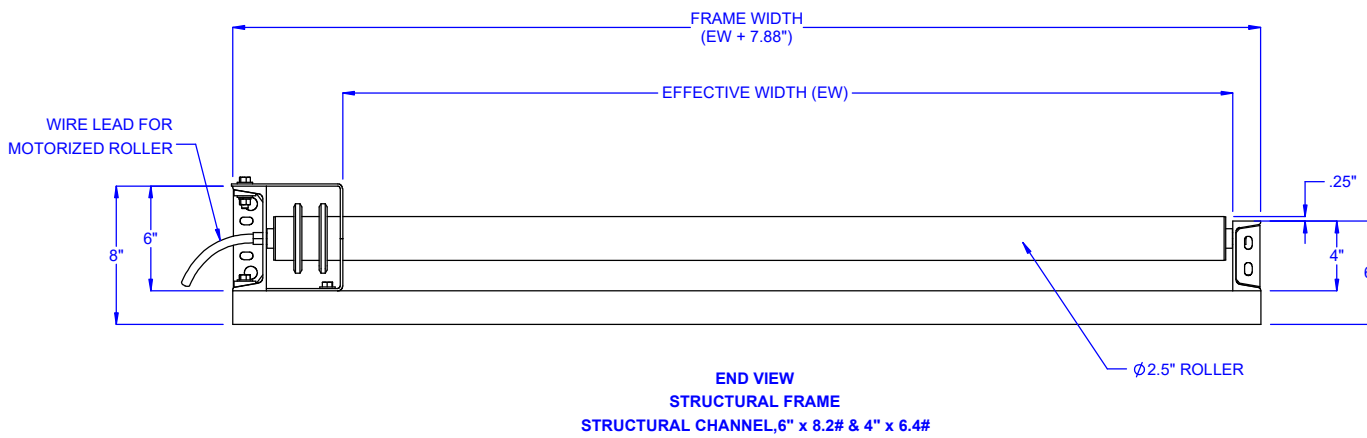 FRAME WIDTH
(EW + 7.88")
EFFECTIVE WIDTH (EW)
WIRE LEAD FOR
MOTORIZED ROLLER
.25"
8"
6"
4"
Ø2.5" ROLLER
END VIEW
STRUCTURAL FRAME
STRUCTURAL CHANNEL,6" x 8.2# & 4" x 6.4#